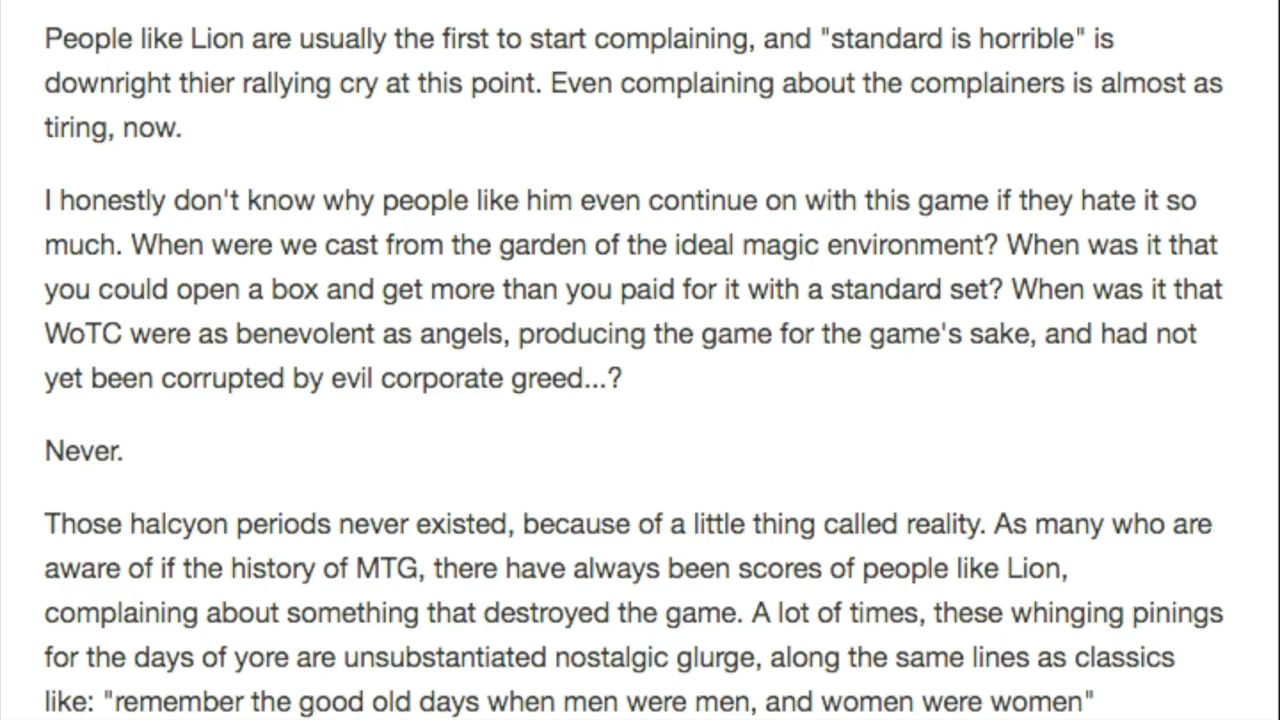 People like Lion are usually the first to start complaining, and "standard is horrible" is
downright thier rallying cry at this point. Even complaining about the complainers is almost as
tiring, now.
I honestly don't know why people like him even continue on with this game if they hate it so
much. When were we cast from the garden of the ideal magic environment? When was it that
you could open a box and get more than you paid for it with a standard set? When was it that
WoTC were as benevolent as angels, producing the game for the game's sake, and had not
yet been corrupted by evil corporate greed...?
Never.
Those halcyon periods never existed, because of a little thing called reality. As many who are
aware of if the history of MTG, there have always been scores of people like Lion,
complaining about something that destroyed the game. A lot of times, these whinging pinings
for the days of yore are unsubstantiated nostalgic glurge, along the same lines as classics
like: "remember the good old days when men were men, and women were women"